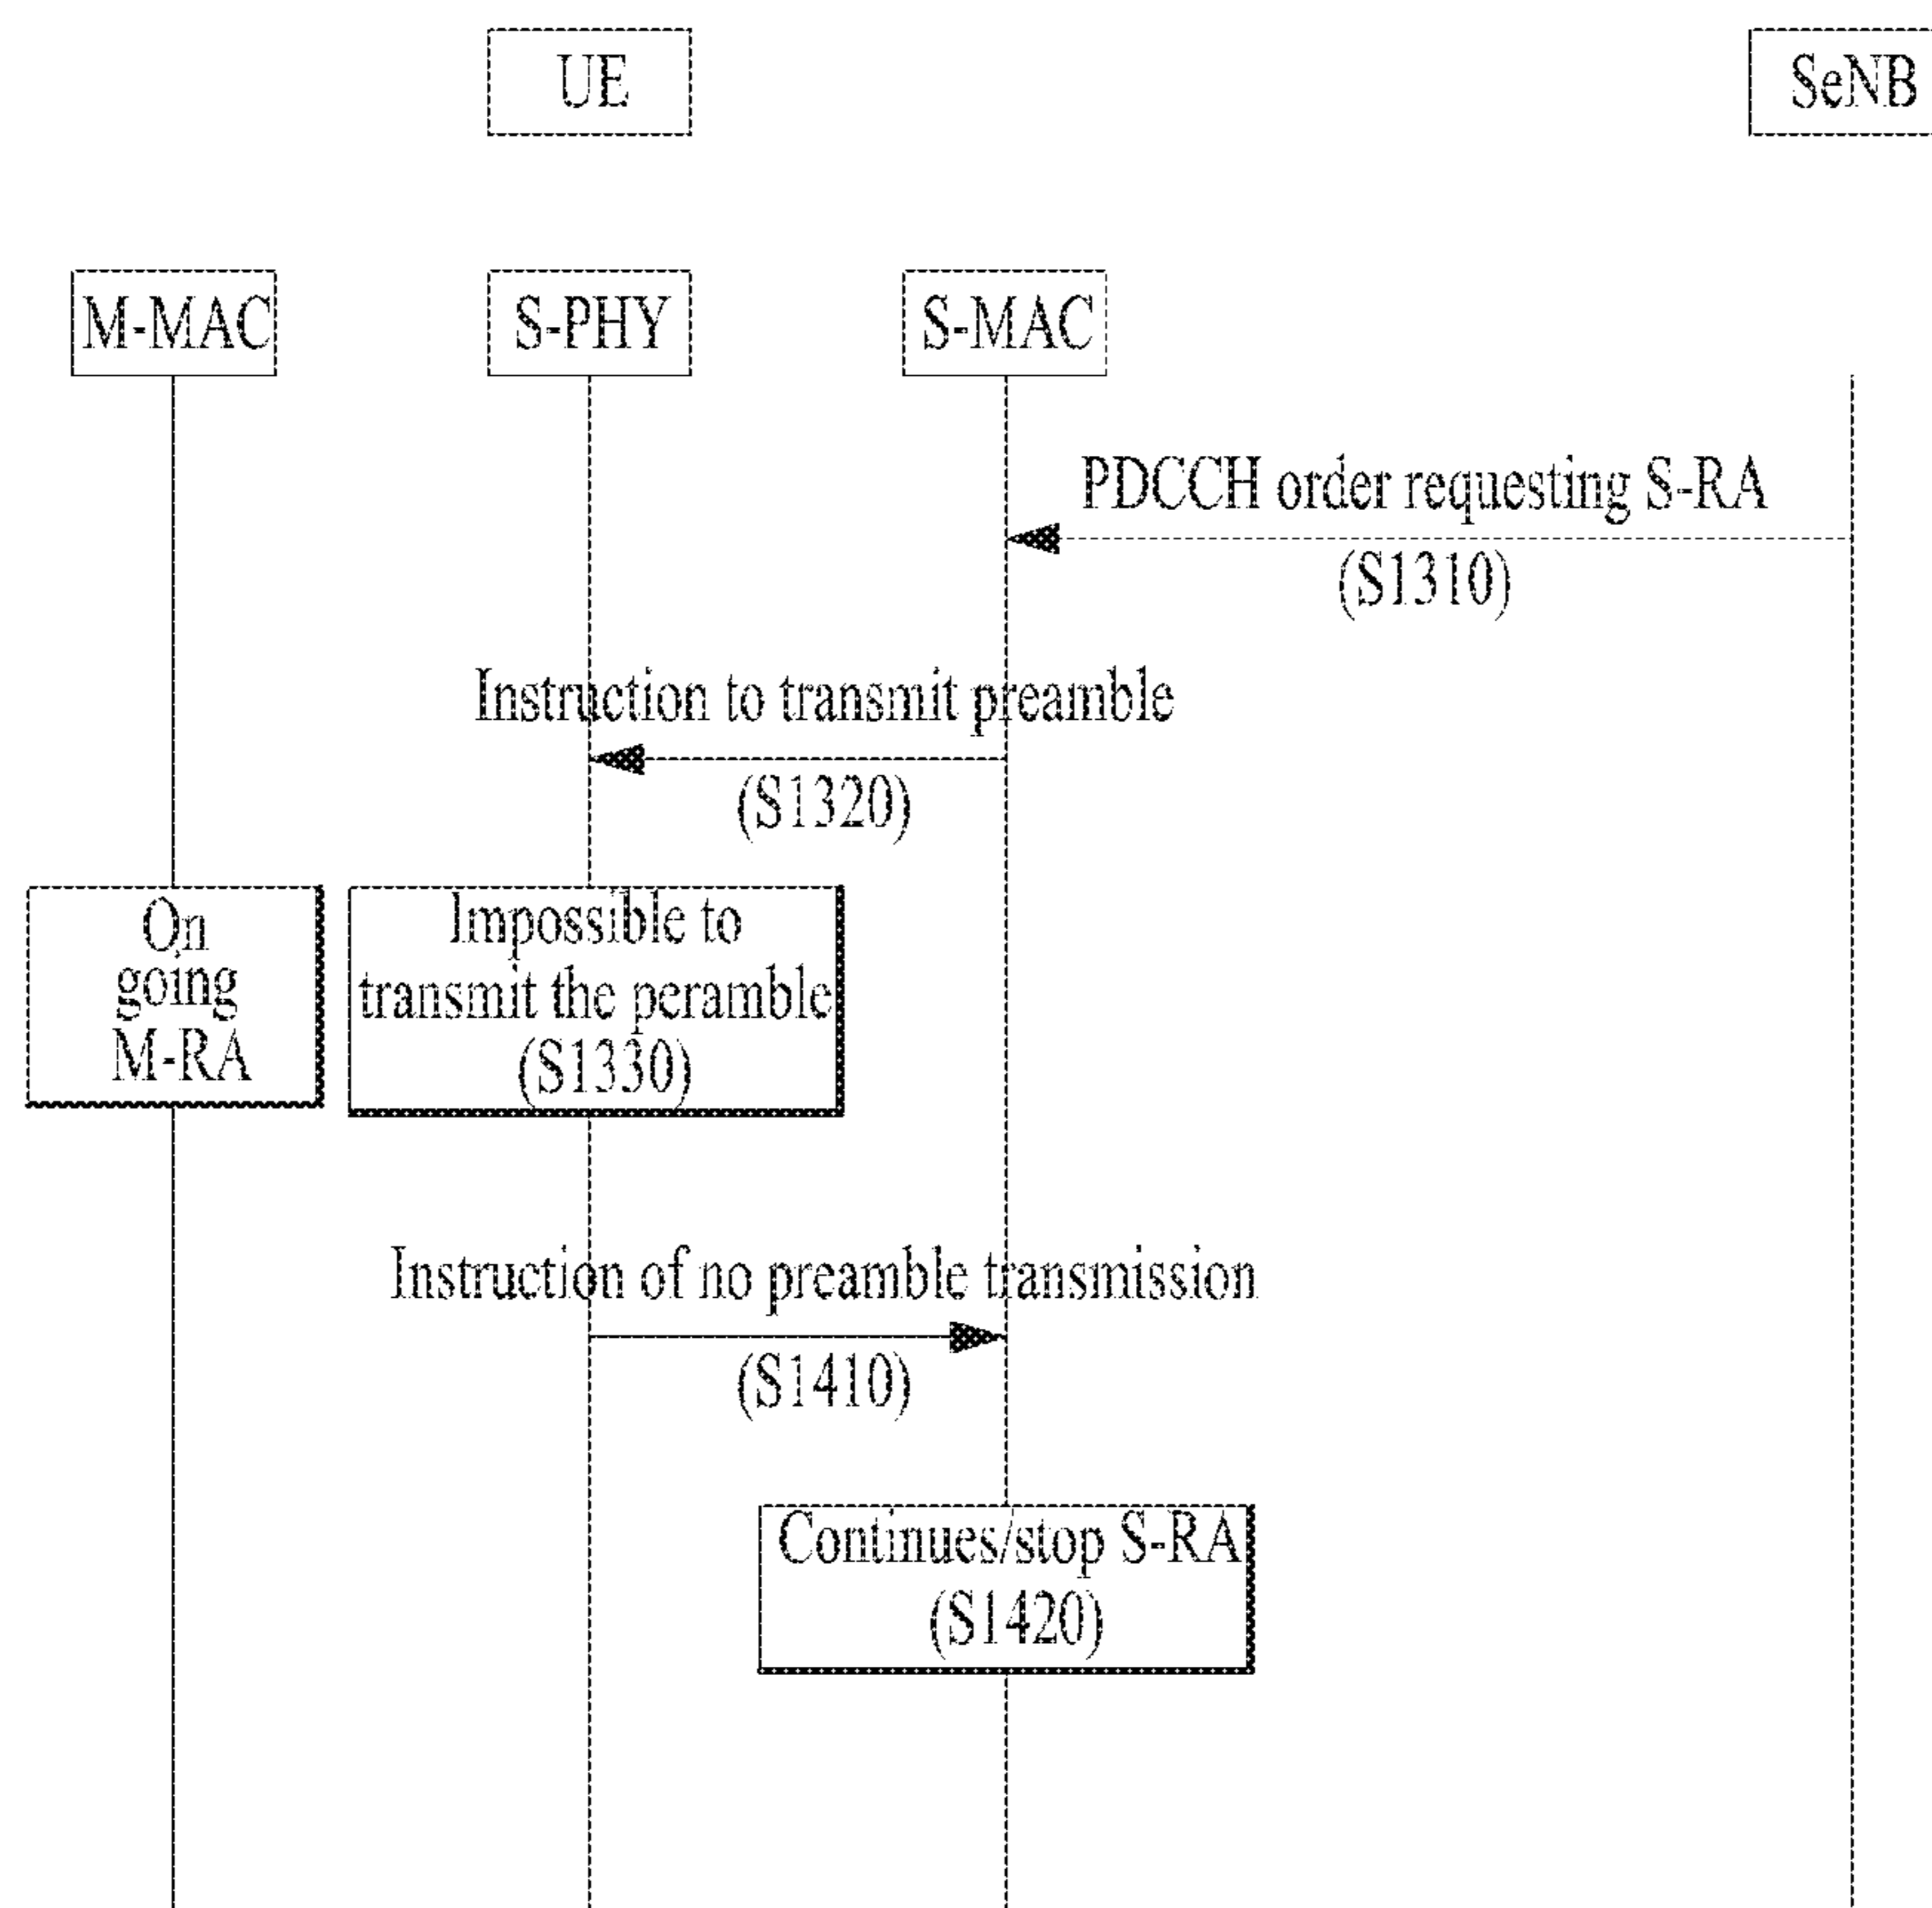 UE
SeNB
M-MAC
S-PHY
S-MAC
PDCCH order requesting S-RA
(S1310)
Instruction to transmit preamble
(S1320)
On
going
M-RA
Impossible to
transmit the peramble
(S1330)
Instruction of no preamble transmission
(S1410)
Continues/stop S-RA
(S1420)